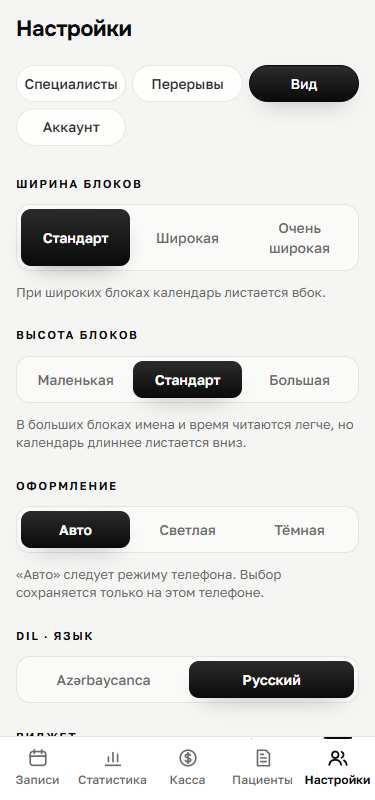 Настройки
Специалисты Перерывы Вид
Аккаунт
ШИРИНА БЛОКОВ
Стандарт Широкая Очень широкая
При широких блоках календарь листается вбок.
ВЫСОТА БЛОКОВ
Маленькая Стандарт Большая
В больших блоках имена и время читаются легче, но
календарь длиннее листается вниз.
ОФОРМЛЕНИЕ
Авто Светлая Тёмная
«Авто» следует режиму телефона. Выбор
сохраняется только на этом телефоне.
DIL · ЯЗЫК
Azərbaycanca Русский
ВИДЖЕТ
Записи Статистика Касса Пациенты Настройки